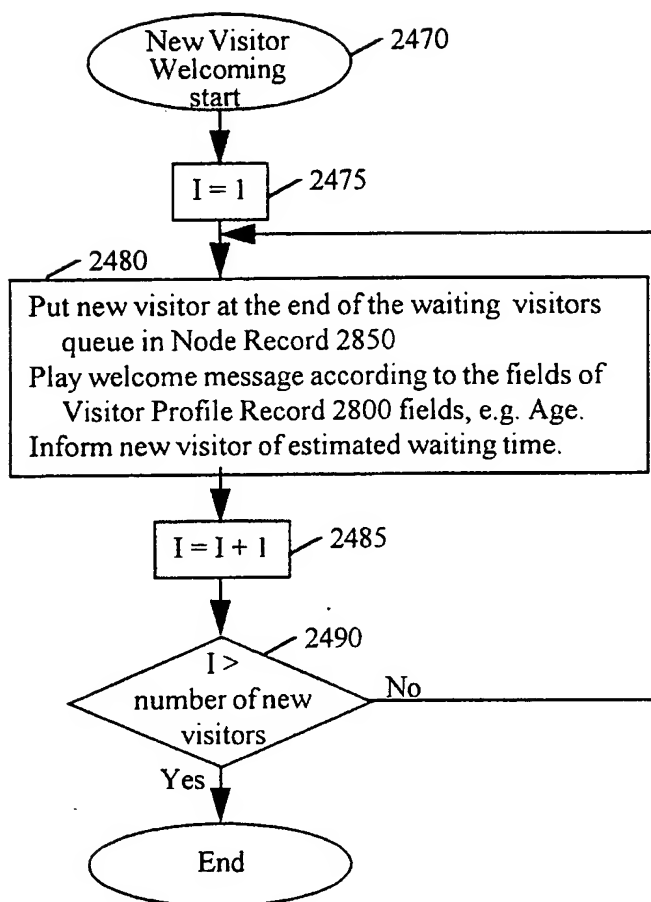 New Visitor
Welcoming
start
2470
I = 1
2475
2480
Put new visitor at the end of the waiting visitors
queue in Node Record 2850
Play welcome message according to the fields of
Visitor Profile Record 2800 fields, e.g. Age.
Inform new visitor of estimated waiting time.
I = I + 1
2485
2490
I >
number of new
visitors
No
Yes
End